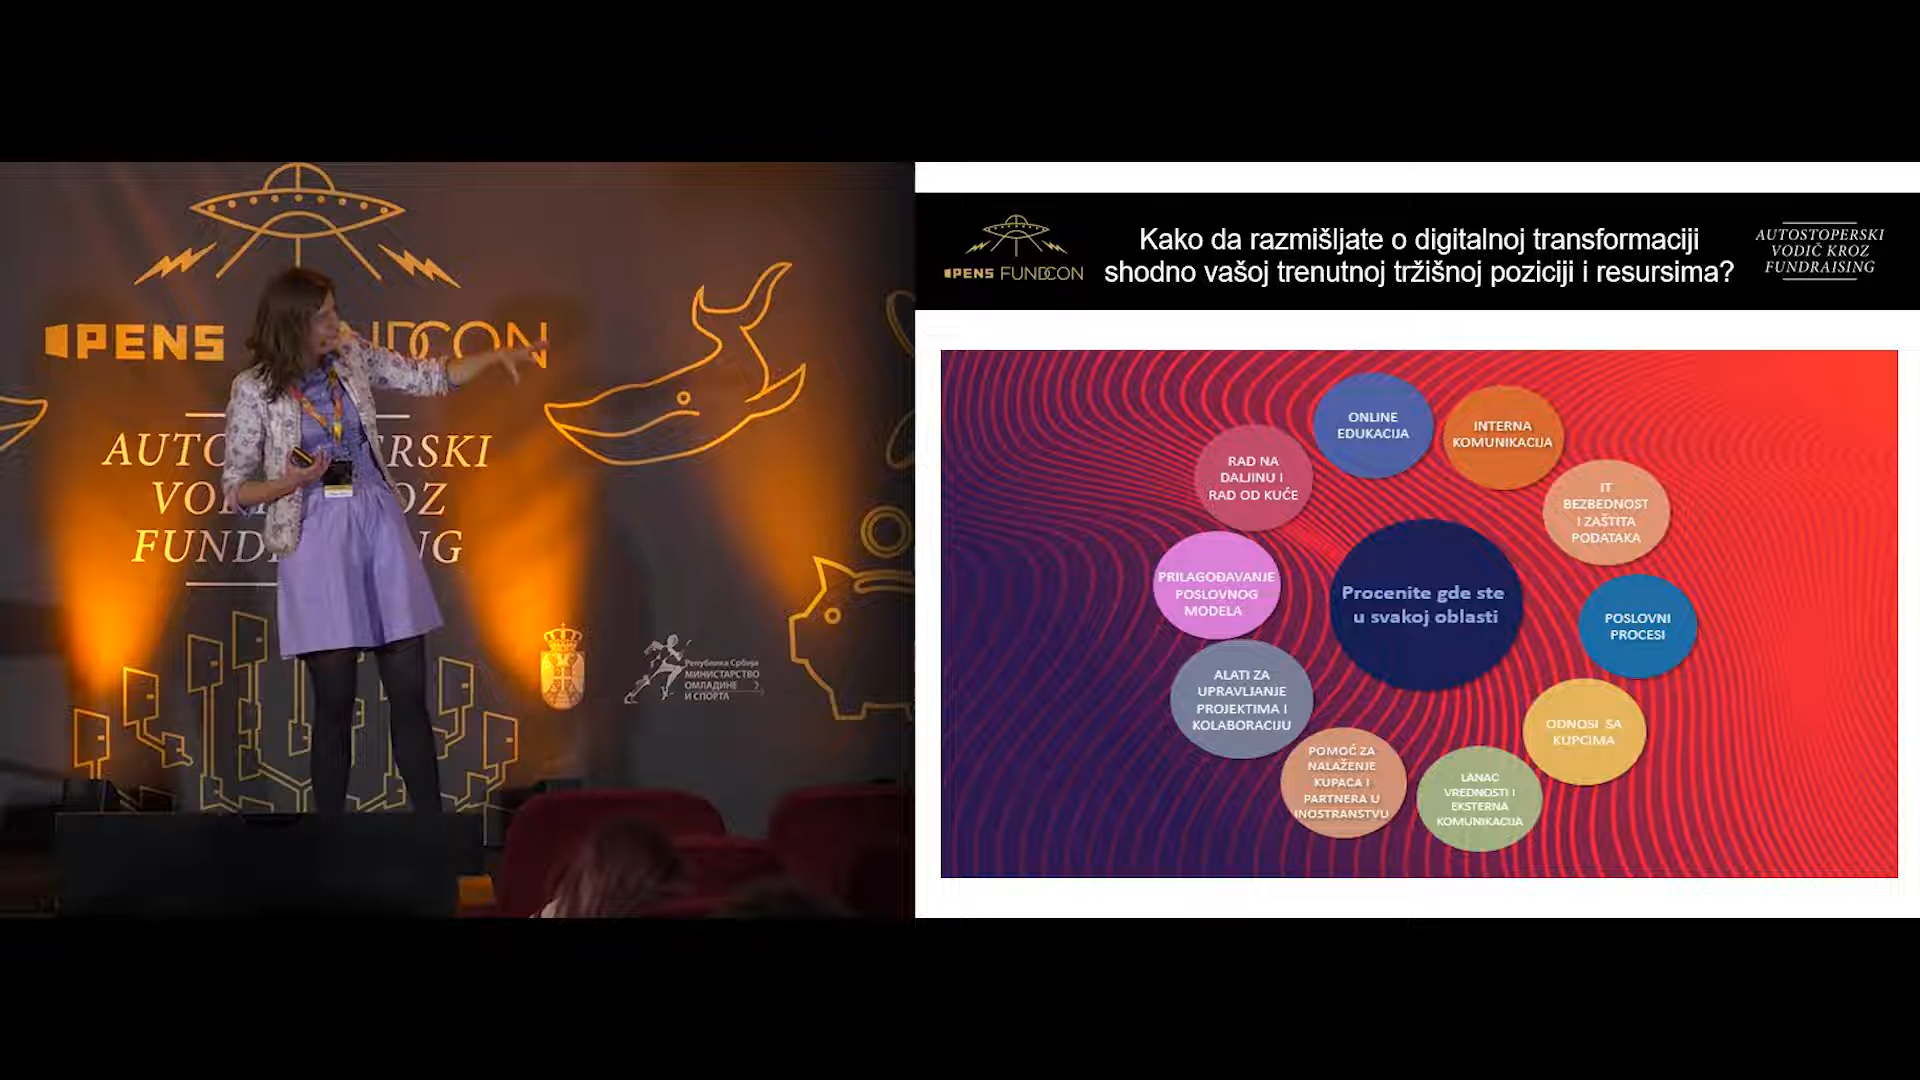 OPENS FUNDCON
AUTOSTOPERSKI
VODIČ KROZ
FUNDRAISING
Република Србија
МИНИСТАРСТВО
ОМЛАДИНЕ
И СПОРТА
OPENS FUNDCON
Kako da razmišljate o digitalnoj transformaciji
shodno vašoj trenutnoj tržišnoj poziciji i resursima?
AUTOSTOPERSKI
VODIČ KROZ
FUNDRAISING
ONLINE
EDUKACIJA
INTERNA
KOMUNIKACIJA
IT
BEZBEDNOST
I ZAŠTITA
PODATAKA
POSLOVNI
PROCESI
ODNOSI SA
KUPCIMA
LANAC
VREDNOSTI I
EKSTERNA
KOMUNIKACIJA
POMOĆ ZA
NALAŽENJE
KUPACA I
PARTNERA U
INOSTRANSTVU
ALATI ZA
UPRAVLJANJE
PROJEKTIMA I
KOLABORACIJU
PRILAGOĐAVANJE
POSLOVNOG
MODELA
RAD NA
DALJINU I
RAD OD KUĆE
Procenite gde ste
u svakoj oblasti